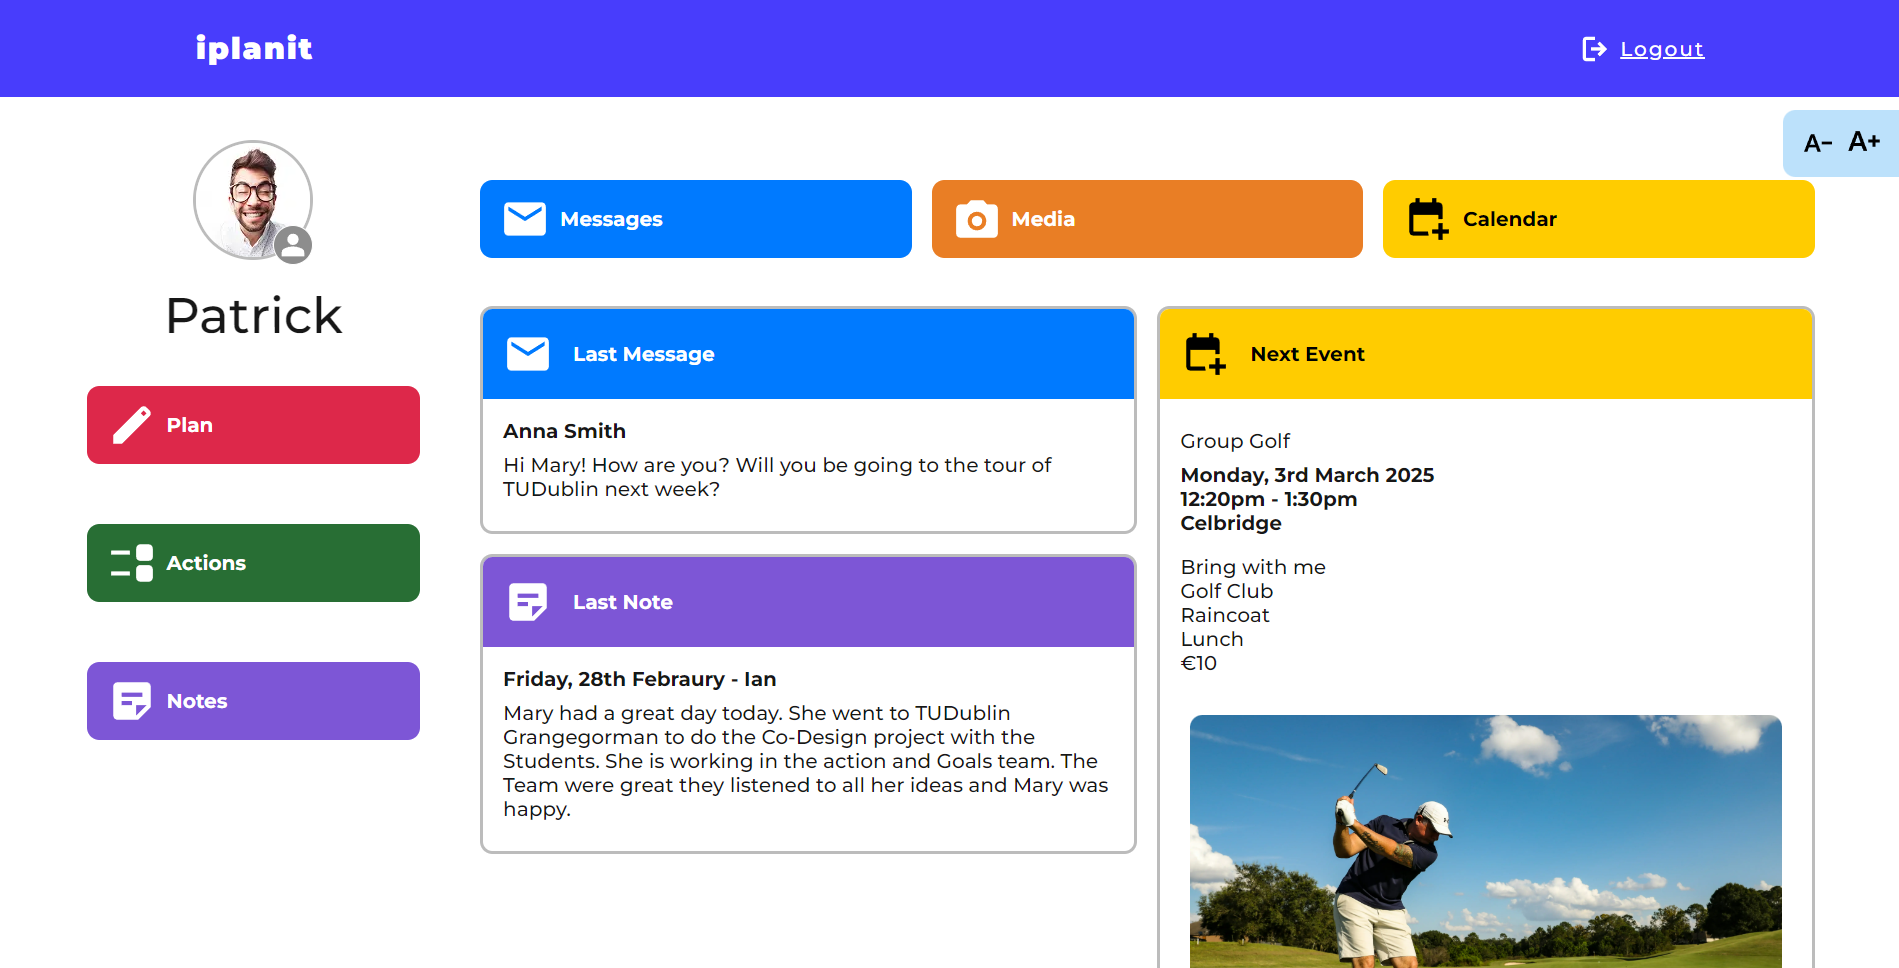 iplanit
Logout
A- A+
Patrick
Plan
Actions
Notes
Messages
Media
Calendar
Last Message
Anna Smith
Hi Mary! How are you? Will you be going to the tour of
TUDublin next week?
Last Note
Friday, 28th Febraury - Ian
Mary had a great day today. She went to TUDublin
Grangegorman to do the Co-Design project with the
Students. She is working in the action and Goals team. The
Team were great they listened to all her ideas and Mary was
happy.
Next Event
Group Golf
Monday, 3rd March 2025
12:20pm - 1:30pm
Celbridge
Bring with me
Golf Club
Raincoat
Lunch
€10